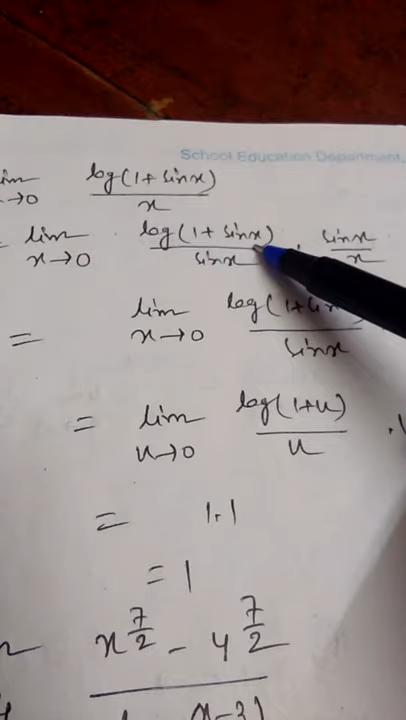 School Education Department
lim x→0 log(1+sinx)/x
= lim x→0 log(1+sinx)/sinx · sinx/x
= lim x→0 log(1+sinx)/sinx
= lim u→0 log(1+u)/u ·
= 1.1
= 1
x^(7/2) - 4^(7/2)